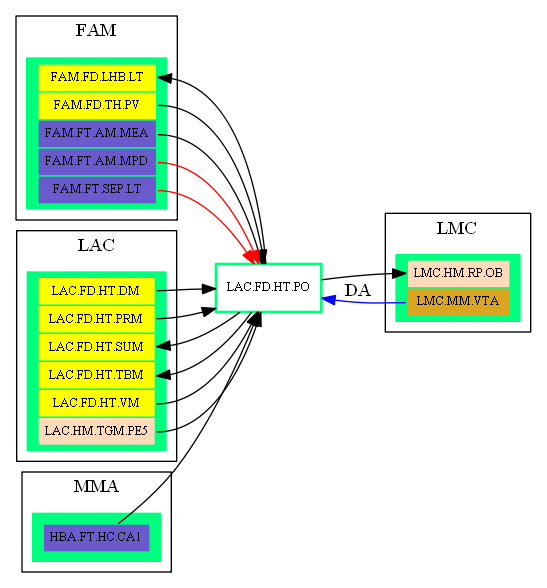 FAM
FAM.FD.LHB.LT
FAM.FD.TH.PV
FAM.FT.AM.MEA
FAM.FT.AM.MPD
FAM.FT.SEP.LT
LAC
LAC.FD.HT.DM
LAC.FD.HT.PRM
LAC.FD.HT.SUM
LAC.FD.HT.TBM
LAC.FD.HT.VM
LAC.HM.TGM.PE5
MMA
HBA.FT.HC.CA1
LAC.FD.HT.PO
DA
LMC
LMC.HM.RP.OB
LMC.MM.VTA